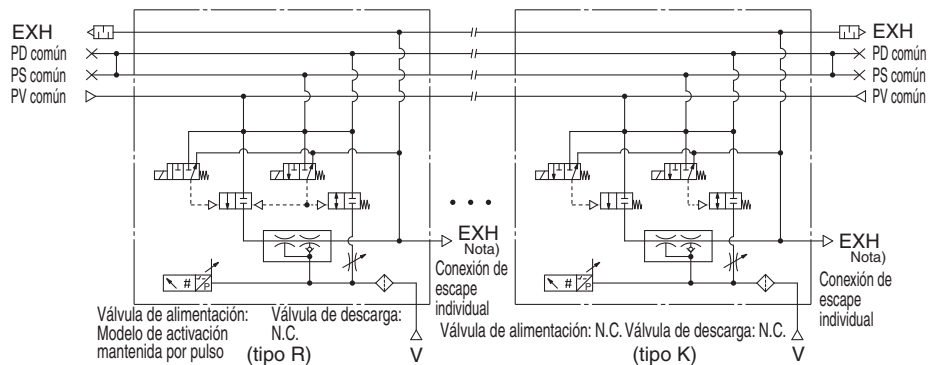 EXH
PD común
PS común
PV común
EXH
PD común
PS común
PV común
EXH
Nota)
Conexión de
escape
individual
EXH
Nota)
Conexión de
escape
individual
#
P
#
P
Válvula de alimentación:
Modelo de activación
mantenida por pulso
Válvula de descarga:
N.C.
(tipo R)
V
Válvula de alimentación: N.C. Válvula de descarga: N.C.
(tipo K)
V